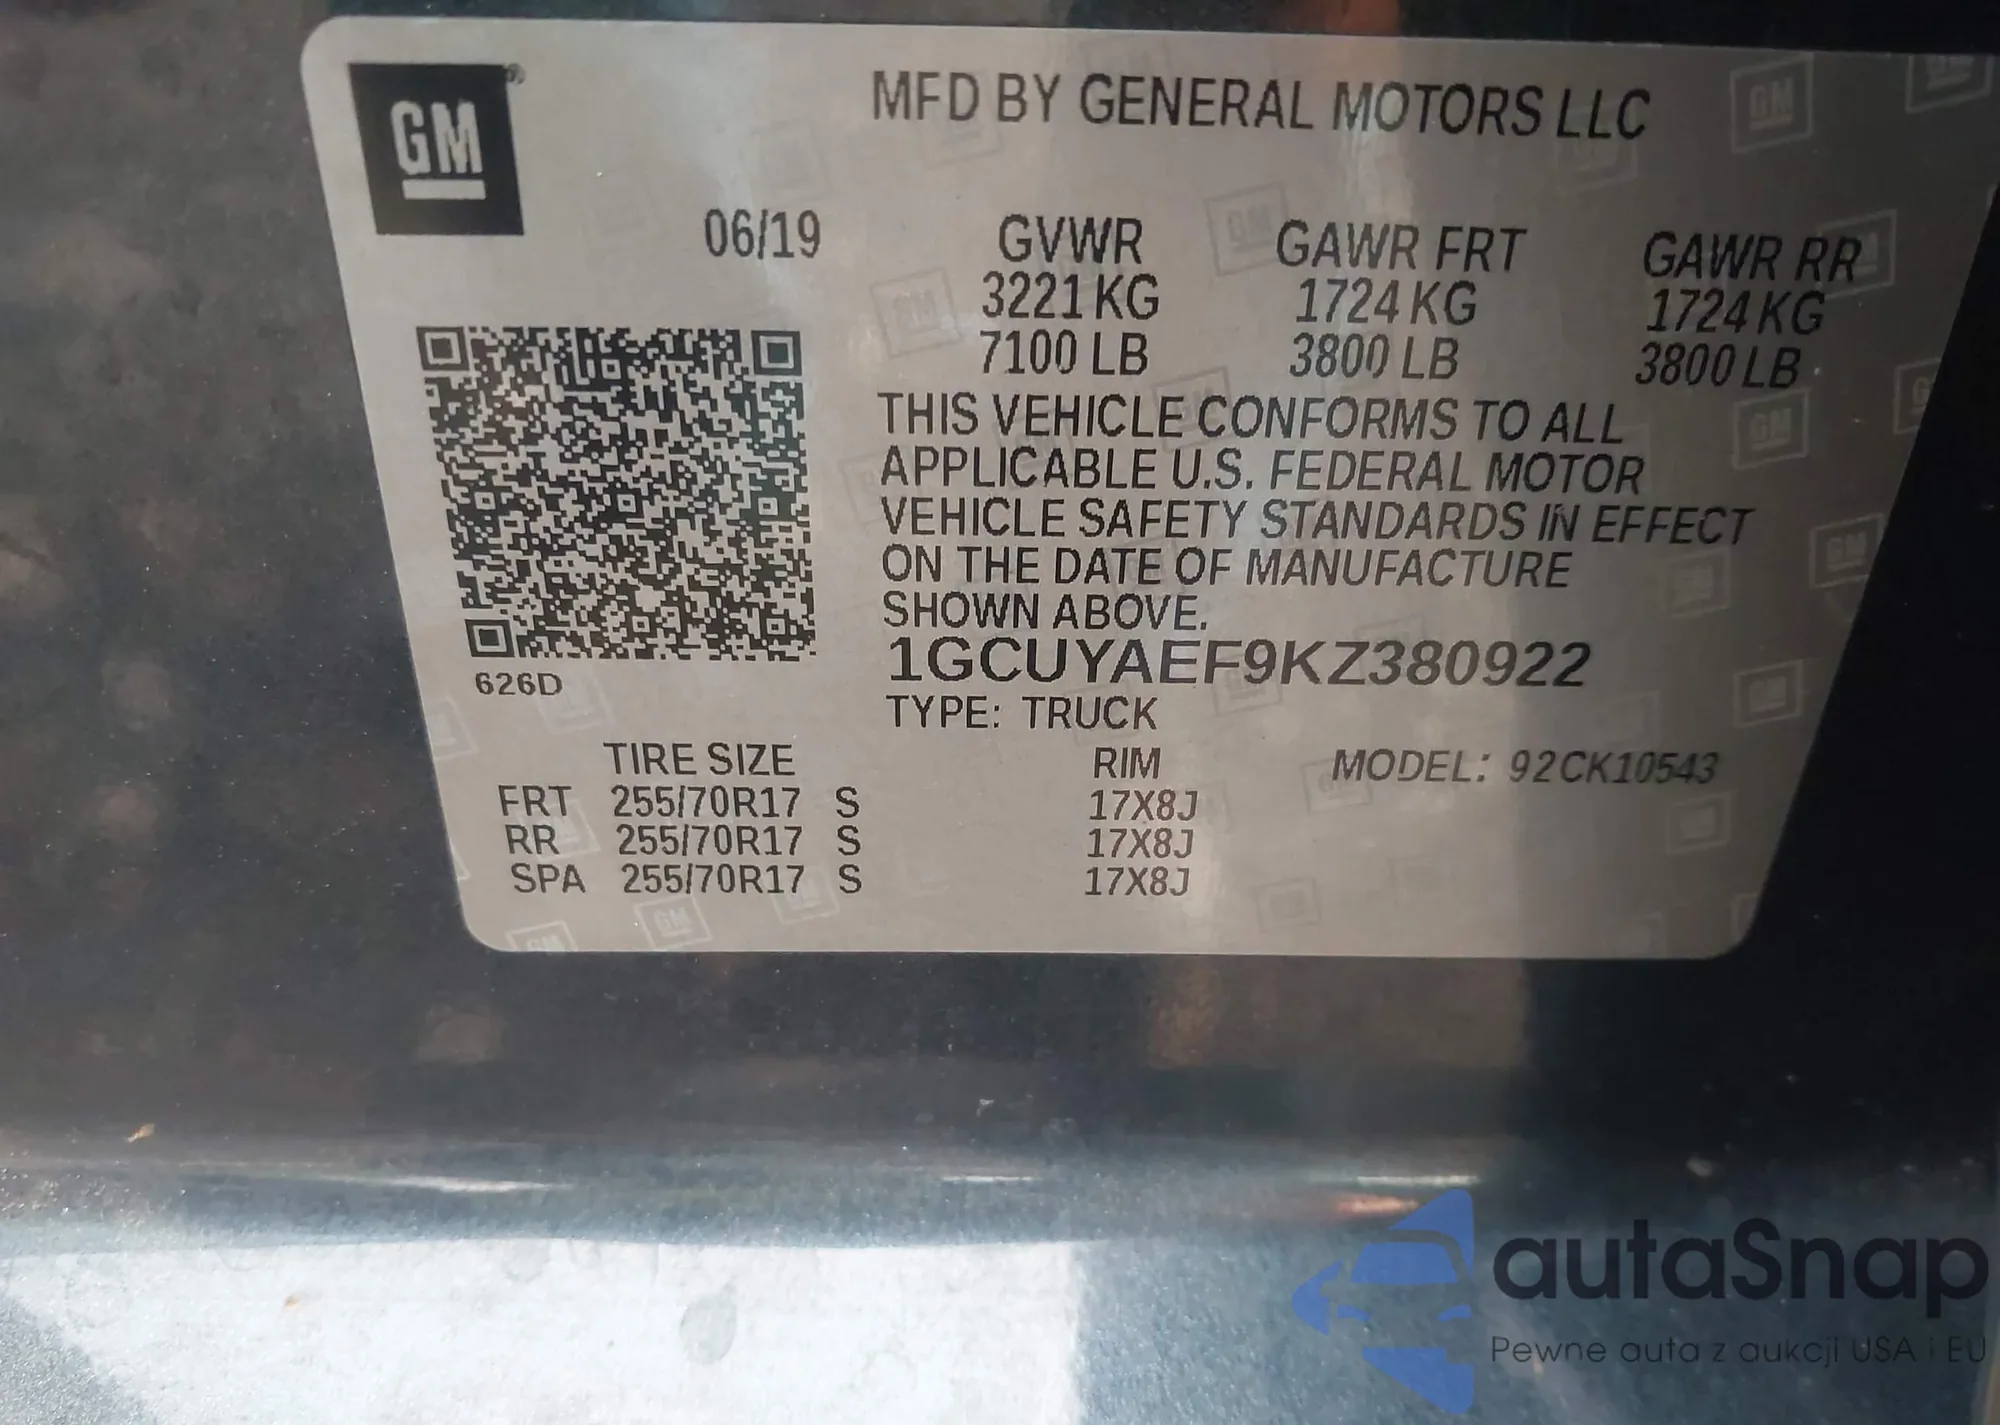 GM
MFD BY GENERAL MOTORS LLC
06/19
GVWR GAWR FRT GAWR RR
3221 KG 1724 KG 1724 KG
7100 LB 3800 LB 3800 LB
THIS VEHICLE CONFORMS TO ALL
APPLICABLE U.S. FEDERAL MOTOR
VEHICLE SAFETY STANDARDS IN EFFECT
ON THE DATE OF MANUFACTURE
SHOWN ABOVE.
1GCUYAEF9KZ380922
626D
TYPE: TRUCK
TIRE SIZE RIM MODEL: 92CK10543
FRT 255/70R17 S 17X8J
RR 255/70R17 S 17X8J
SPA 255/70R17 S 17X8J
autaSnap
Pewne auta z aukcji USA i EU